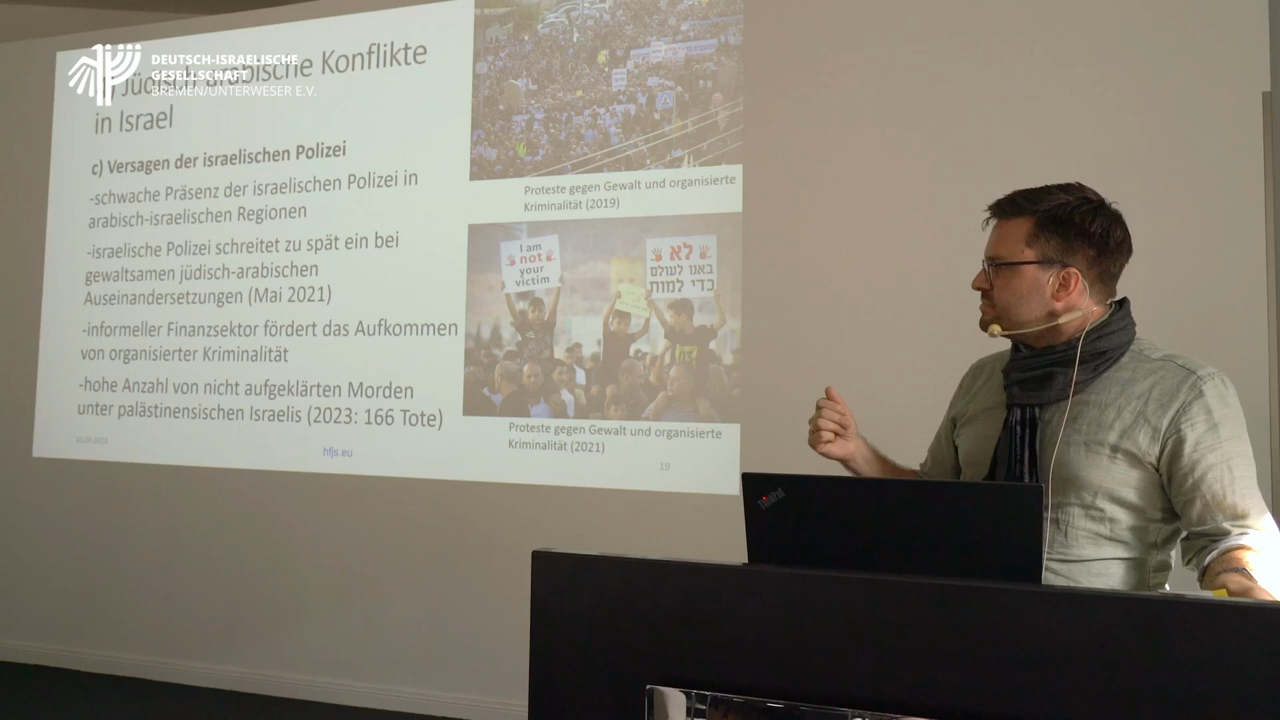 DEUTSCH-ISRAELISCHE
GESELLSCHAFT
BREMEN/UNTERWESER E.V.
Jüdisch-arabische Konflikte
in Israel
c) Versagen der israelischen Polizei
-schwache Präsenz der israelischen Polizei in
arabisch-israelischen Regionen
-israelische Polizei schreitet zu spät ein bei
gewaltsamen jüdisch-arabischen
Auseinandersetzungen (Mai 2021)
-informeller Finanzsektor fördert das Aufkommen
von organisierter Kriminalität
-hohe Anzahl von nicht aufgeklärten Morden
unter palästinensischen Israelis (2023: 166 Tote)
hfjs.eu
Proteste gegen Gewalt und organisierte
Kriminalität (2019)
I am
not
your
victim
לא
באנו לעולם
כדי למות
Proteste gegen Gewalt und organisierte
Kriminalität (2021)
19
ThinkPad